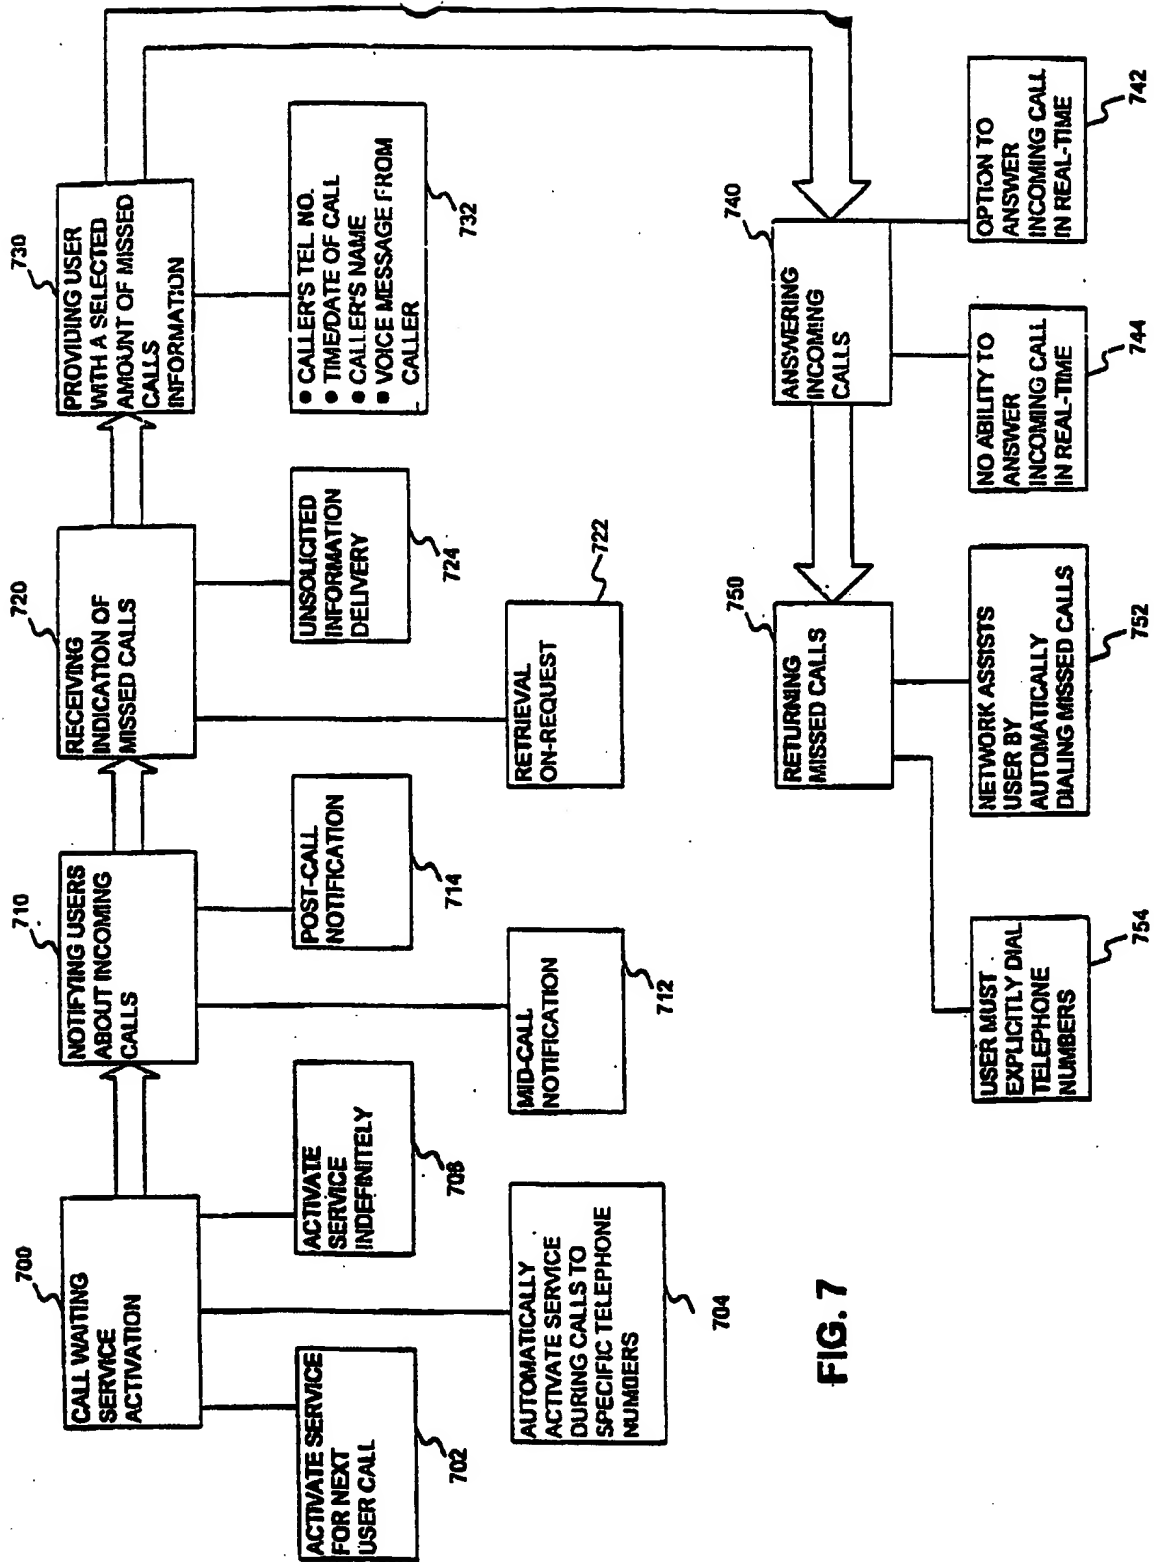 700
CALL WAITING
SERVICE
ACTIVATION
ACTIVATE SERVICE
FOR NEXT
USER CALL
702
AUTOMATICALLY
ACTIVATE SERVICE
DURING CALLS TO
SPECIFIC TELEPHONE
NUMBERS
704
ACTIVATE
SERVICE
INDEFINITELY
706
710
NOTIFYING USERS
ABOUT INCOMING
CALLS
MID-CALL
NOTIFICATION
712
POST-CALL
NOTIFICATION
714
720
RECEIVING
INDICATION OF
MISSED CALLS
RETRIEVAL
ON-REQUEST
722
UNSOLICITED
INFORMATION
DELIVERY
724
730
PROVIDING USER
WITH A SELECTED
AMOUNT OF MISSED
CALLS
INFORMATION
● CALLER'S TEL NO.
● TIME/DATE OF CALL
● CALLER'S NAME
● VOICE MESSAGE FROM
CALLER
732
740
ANSWERING
INCOMING
CALLS
OPTION TO
ANSWER
INCOMING CALL
IN REAL-TIME
742
NO ABILITY TO
ANSWER
INCOMING CALL
IN REAL-TIME
744
750
RETURNING
MISSED CALLS
NETWORK ASSISTS
USER BY
AUTOMATICALLY
DIALING MISSED CALLS
752
USER MUST
EXPLICITLY DIAL
TELEPHONE
NUMBERS
754
FIG. 7